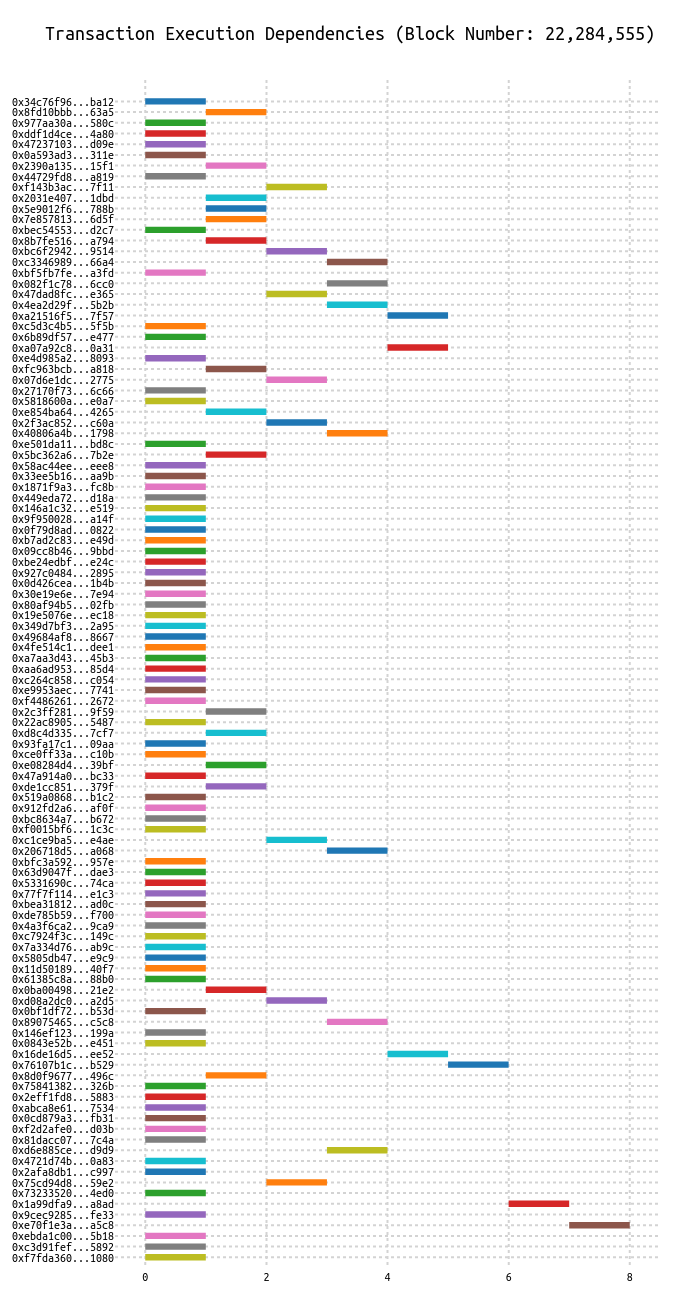 Transaction Execution Dependencies (Block Number: 22,284,555)
0x34c76f96...ba12
0x8fd10bbb...63a5
0x977aa30a...580c
0xddf1d4ce...4a80
0x47237103...d09e
0x0a593ad3...311e
0x2390a135...15f1
0x44729fd8...a819
0xf143b3ac...7f11
0x2031e407...1dbd
0x5e9012f6...788b
0x7e857813...6d5f
0xbec54553...d2c7
0x8b7fe516...a794
0xbc6f2942...9514
0xc3346989...66a4
0xbf5fb7fe...a3fd
0x082f1c78...6cc0
0x47dad8fc...e365
0x4ea2d29f...5b2b
0xa21516f5...7f57
0xc5d3c4b5...5f5b
0x6b89df57...e477
0xa07a92c8...0a31
0xe4d985a2...8093
0xfc963bcb...a818
0x07d6e1dc...2775
0x27170f73...6c66
0x5818600a...e0a7
0xe854ba64...4265
0x2f3ac852...c60a
0x40806a4b...1798
0xe501da11...bd8c
0x5bc362a6...7b2e
0x58ac44ee...eee8
0x33ee5b16...aa9b
0x1871f9a3...fc8b
0x449eda72...d18a
0x146a1c32...e519
0x9f950028...a14f
0x0f79d8ad...0822
0xb7ad2c83...e49d
0x09cc8b46...9bbd
0xbe24edbf...e24c
0x927c0484...2895
0x0d426cea...1b4b
0x30e19e6e...7e94
0x80af94b5...02fb
0x19e5076e...ec18
0x349d7bf3...2a95
0x49684af8...8667
0x4fe514c1...dee1
0xa7aa3d43...45b3
0xaa6ad953...85d4
0xc264c858...c054
0xe9953aec...7741
0xf4486261...2672
0x2c3ff281...9f59
0x22ac8905...5487
0xd8c4d335...7cf7
0x93fa17c1...09aa
0xce0ff33a...c10b
0xe08284d4...39bf
0x47a914a0...bc33
0xde1cc851...379f
0x519a0868...b1c2
0x912fd2a6...af0f
0xbc8634a7...b672
0xf0015bf6...1c3c
0xc1ce9ba5...e4ae
0x206718d5...a068
0xbfc3a592...957e
0x63d9047f...dae3
0x5331690c...74ca
0x77f7f114...e1c3
0xbea31812...ad0c
0xde785b59...f700
0x4a3f6ca2...9ca9
0xc7924f3c...149c
0x7a334d76...ab9c
0x5805db47...e9c9
0x11d50189...40f7
0x61385c8a...88b0
0x0ba00498...21e2
0xd08a2dc0...a2d5
0x0bf1df72...b53d
0x89075465...c5c8
0x146ef123...199a
0x0843e52b...e451
0x16de16d5...ee52
0x76107b1c...b529
0x8d0f9677...496c
0x75841382...326b
0x2eff1fd8...5883
0xabca8e61...7534
0x0cd879a3...fb31
0xf2d2afe0...d03b
0x81dacc07...7c4a
0xd6e885ce...d9d9
0x4721d74b...0a83
0x2afa8db1...c997
0x75cd94d8...59e2
0x73233520...4ed0
0x1a99dfa9...a8ad
0x9cec9285...fe33
0xe70f1e3a...a5c8
0xebda1c00...5b18
0xc3d91fef...5892
0xf7fda360...1080
0 2 4 6 8